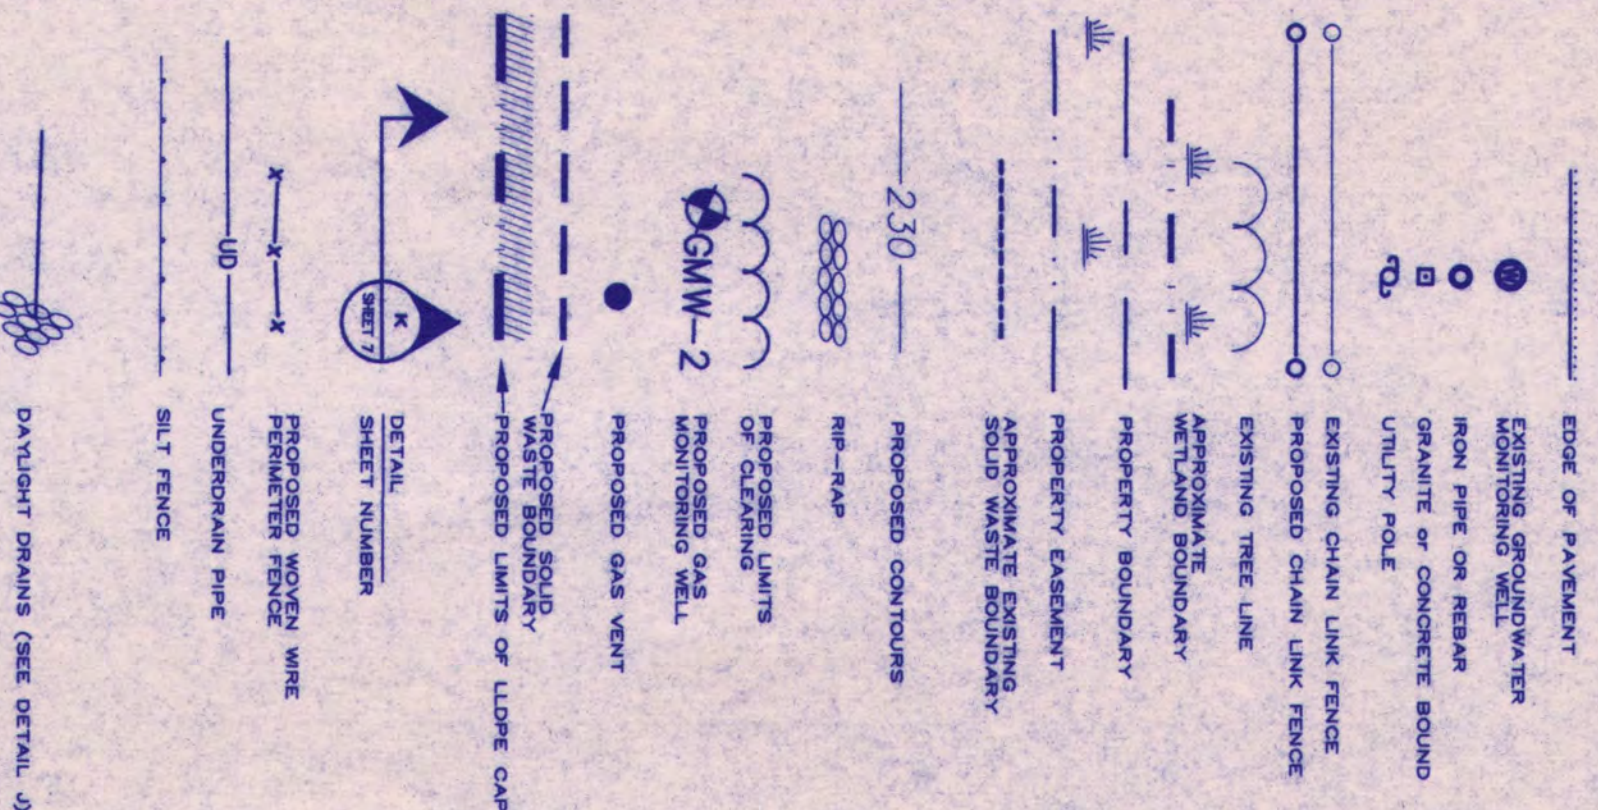 EDGE OF PAVEMENT
W
EXISTING GROUNDWATER
MONITORING WELL
IRON PIPE OR REBAR
GRANITE or CONCRETE BOUND
UTILITY POLE
EXISTING CHAIN LINK FENCE
PROPOSED CHAIN LINK FENCE
EXISTING TREE LINE
APPROXIMATE
WETLAND BOUNDARY
PROPERTY BOUNDARY
PROPERTY EASEMENT
APPROXIMATE EXISTING
SOLID WASTE BOUNDARY
230
PROPOSED CONTOURS
RIP-RAP
PROPOSED LIMITS
OF CLEARING
GMW-2
PROPOSED GAS
MONITORING WELL
PROPOSED GAS VENT
PROPOSED SOLID
WASTE BOUNDARY
PROPOSED LIMITS OF LLDPE CAP
K
SHEET 7
DETAIL
SHEET NUMBER
X X X
PROPOSED WOVEN WIRE
PERIMETER FENCE
UD
UNDERDRAIN PIPE
SILT FENCE
DAYLIGHT DRAINS (SEE DETAIL J)